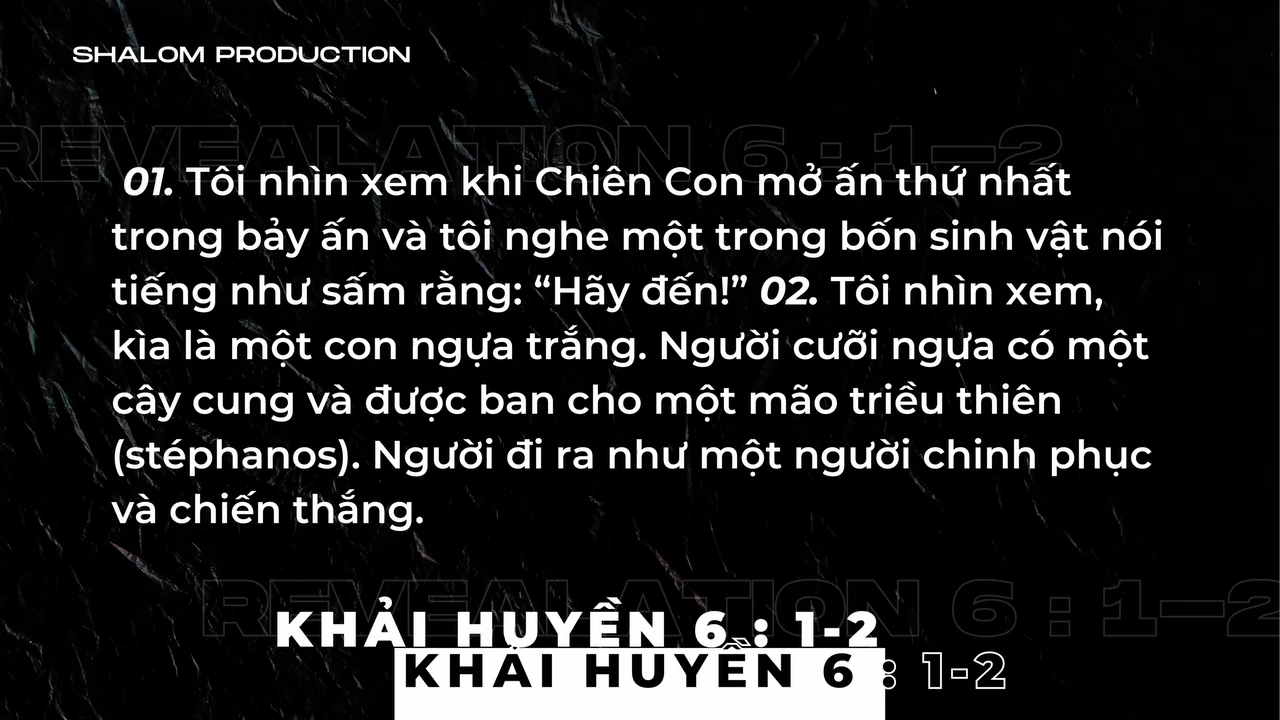 SHALOM PRODUCTION
REVEALATION 6 : 1–2
01. Tôi nhìn xem khi Chiên Con mở ấn thứ nhất
trong bảy ấn và tôi nghe một trong bốn sinh vật nói
tiếng như sấm rằng: “Hãy đến!” 02. Tôi nhìn xem,
kìa là một con ngựa trắng. Người cưỡi ngựa có một
cây cung và được ban cho một mão triều thiên
(stéphanos). Người đi ra như một người chinh phục
và chiến thắng.
REVEALATION 6 : 1–2
KHẢI HUYỀN 6 : 1-2
KHẢI HUYỀN 6 : 1-2